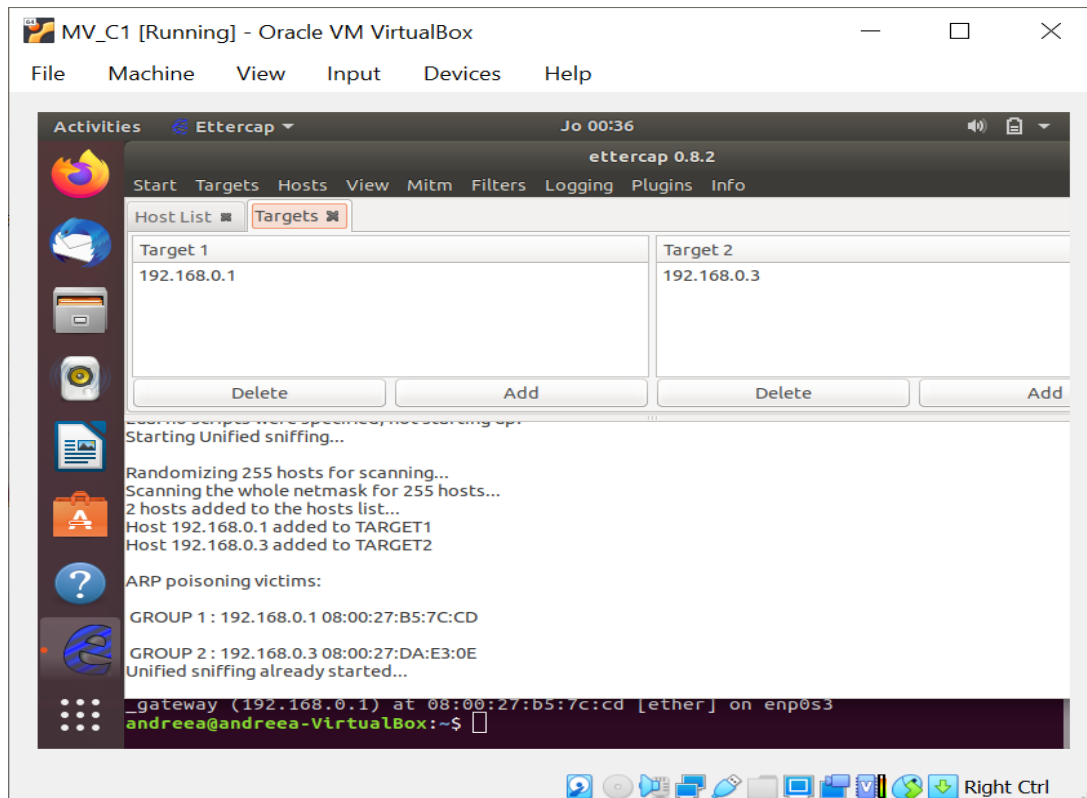 MV_C1 [Running] - Oracle VM VirtualBox
File Machine View Input Devices Help
Activities Ettercap Jo 00:36
ettercap 0.8.2
Start Targets Hosts View Mitm Filters Logging Plugins Info
Host List Targets
Target 1 Target 2
192.168.0.1 192.168.0.3
Delete Add Delete Add
Starting Unified sniffing...
Randomizing 255 hosts for scanning...
Scanning the whole netmask for 255 hosts...
2 hosts added to the hosts list...
Host 192.168.0.1 added to TARGET1
Host 192.168.0.3 added to TARGET2
ARP poisoning victims:
GROUP 1 : 192.168.0.1 08:00:27:B5:7C:CD
GROUP 2 : 192.168.0.3 08:00:27:DA:E3:0E
Unified sniffing already started...
_gateway (192.168.0.1) at 08:00:27:b5:7c:cd [ether] on enp0s3
andreea@andreea-VirtualBox:~$
Right Ctrl